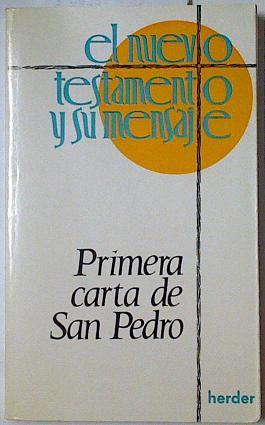 el nuevo
testamento
y su mensaje
Primera
carta de
San Pedro
herder